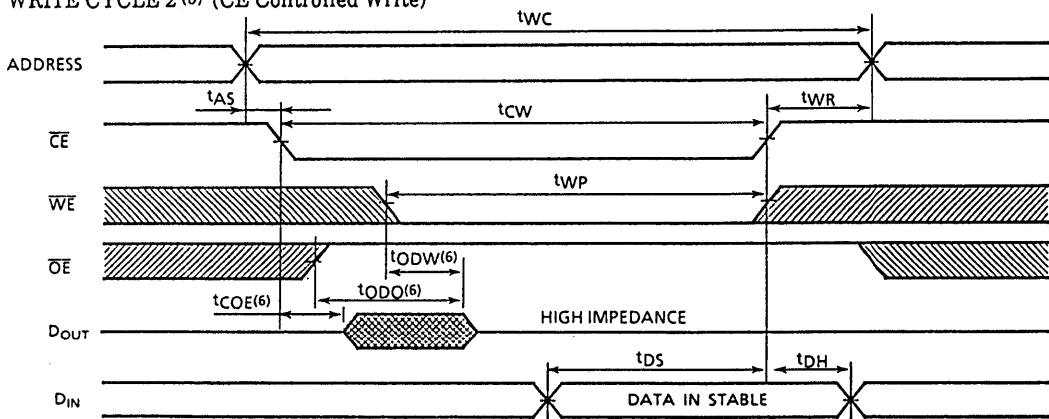 WRITE CYCLE 2 (5) (CE Controlled Write)
tWC
ADDRESS
tAS
tCW
tWR
CE
tWP
WE
OE
tODW(6)
tODO(6)
tCOE(6)
DOUT
HIGH IMPEDANCE
tDS
tDH
DIN
DATA IN STABLE